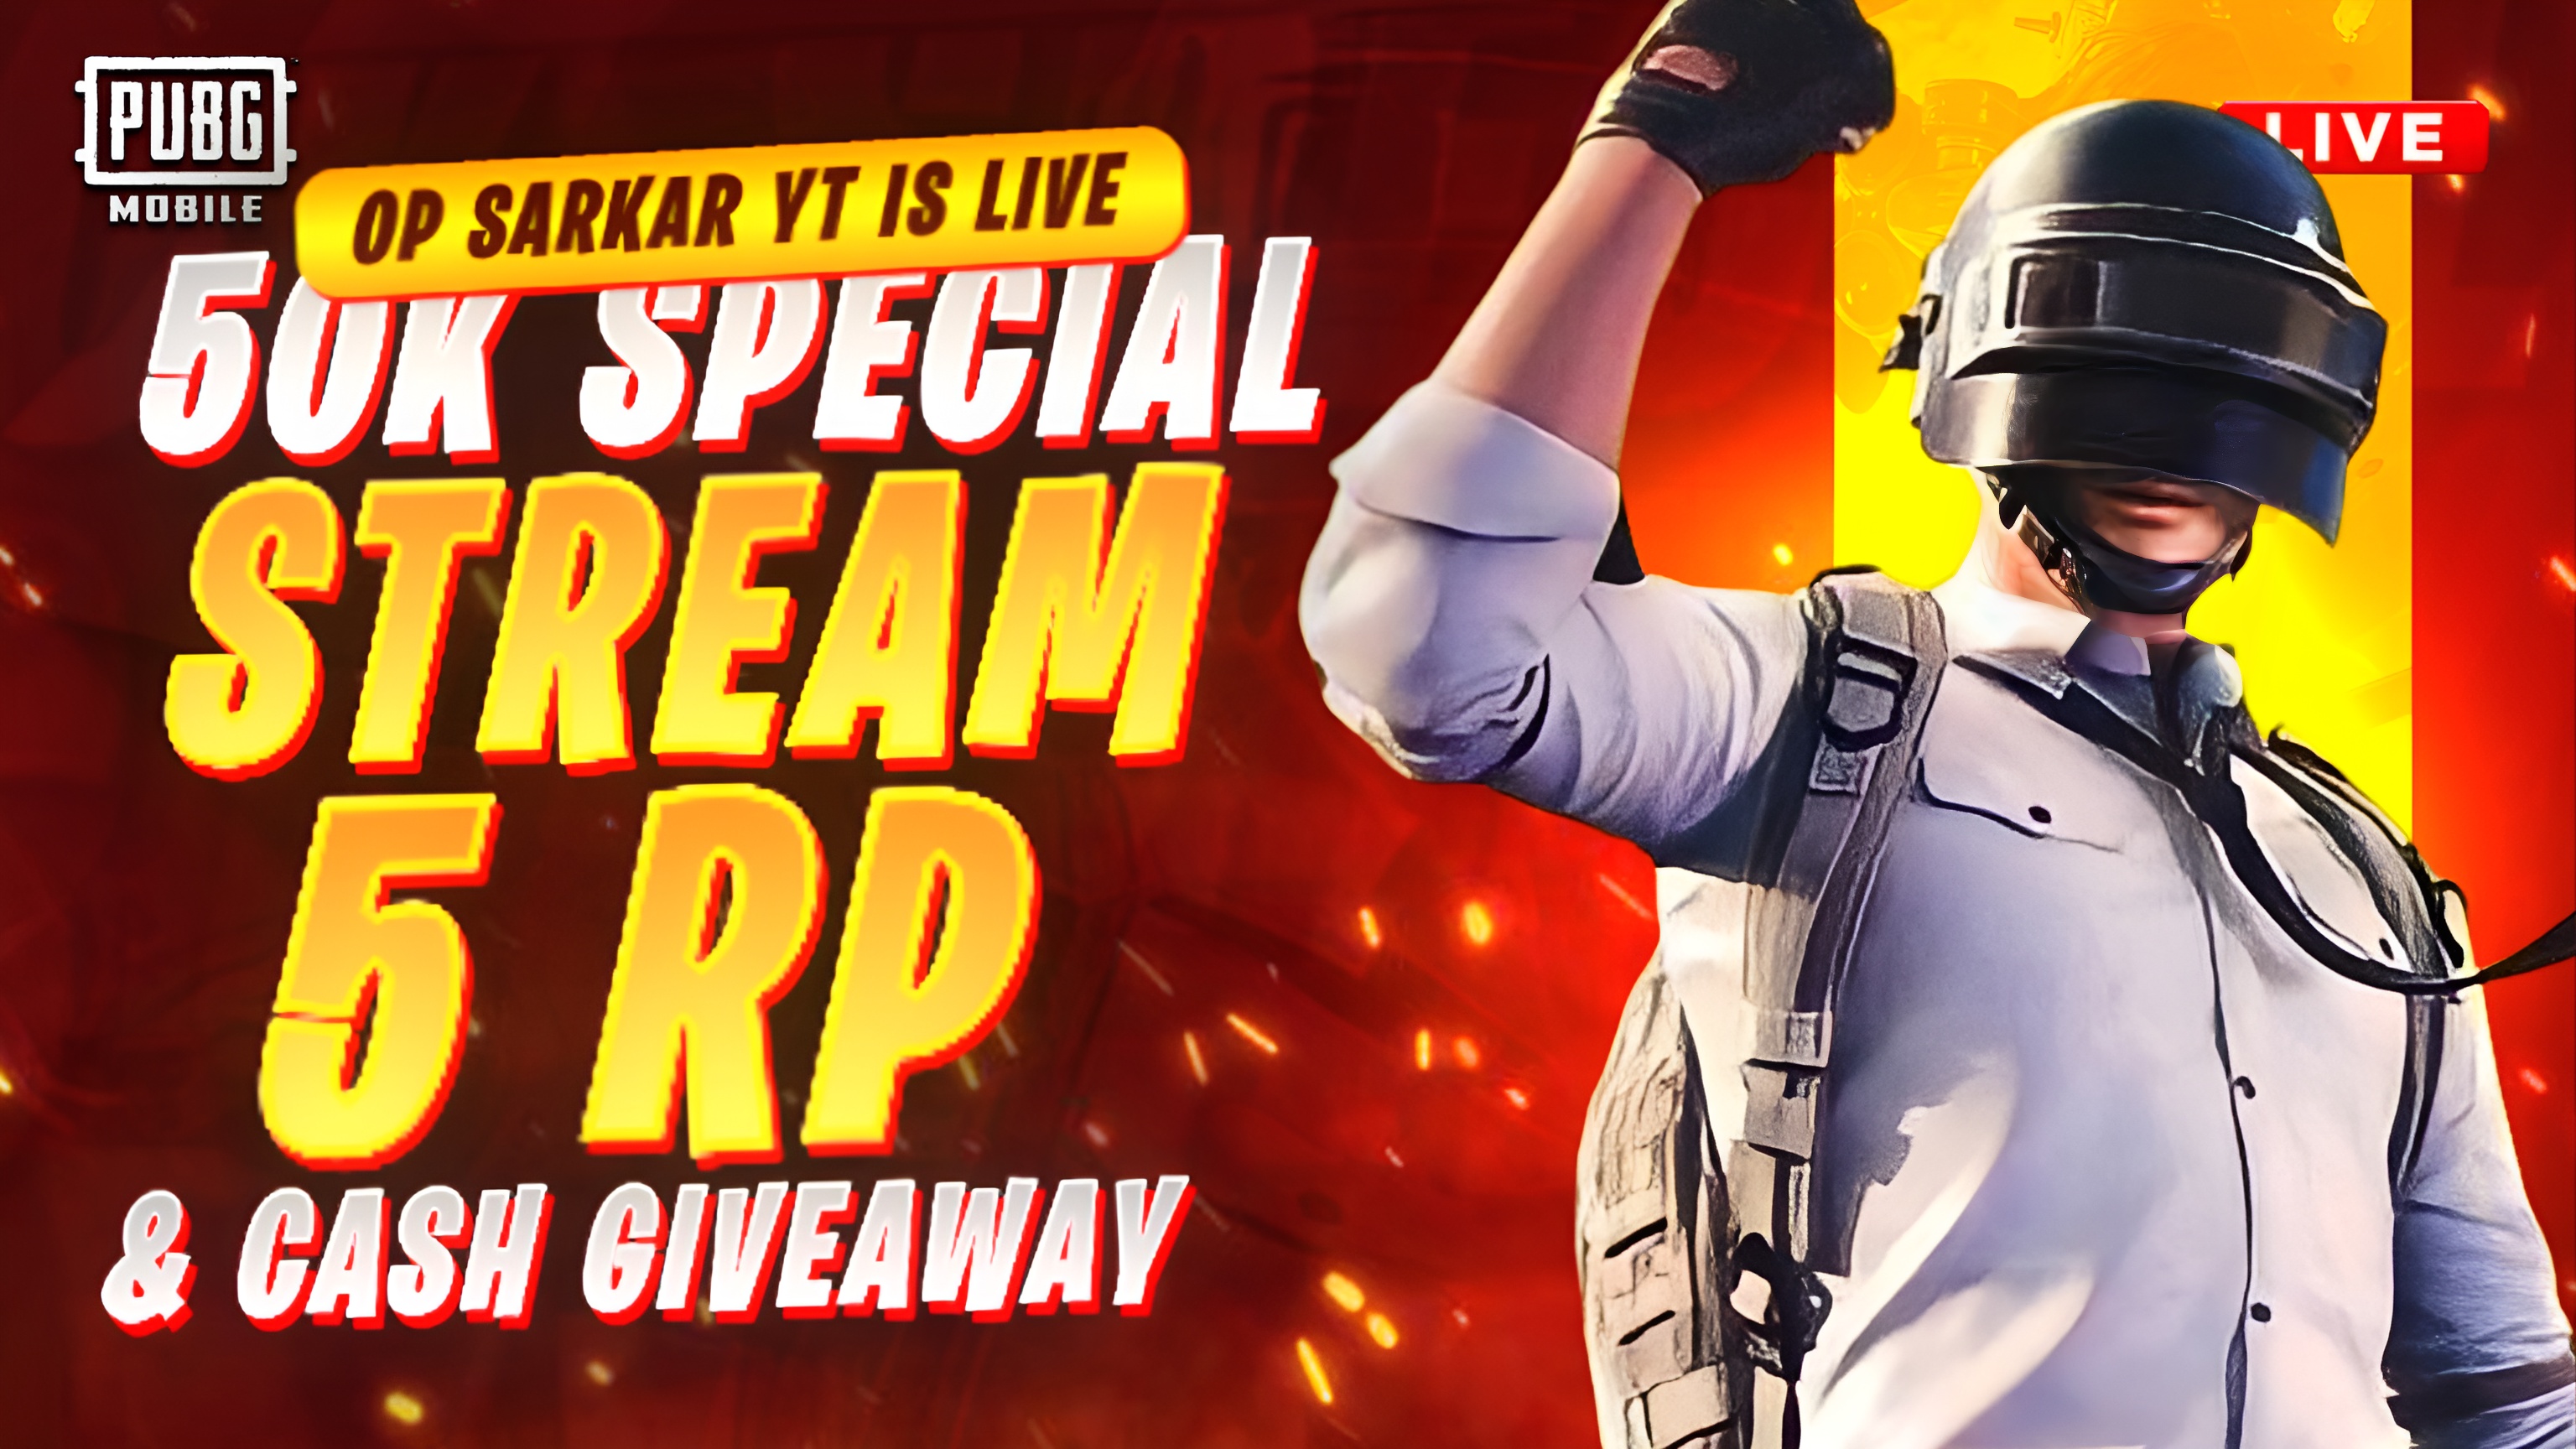 PUBG
MOBILE
LIVE
OP SARKAR YT IS LIVE
50K SPECIAL
STREAM
5 RP
& CASH GIVEAWAY